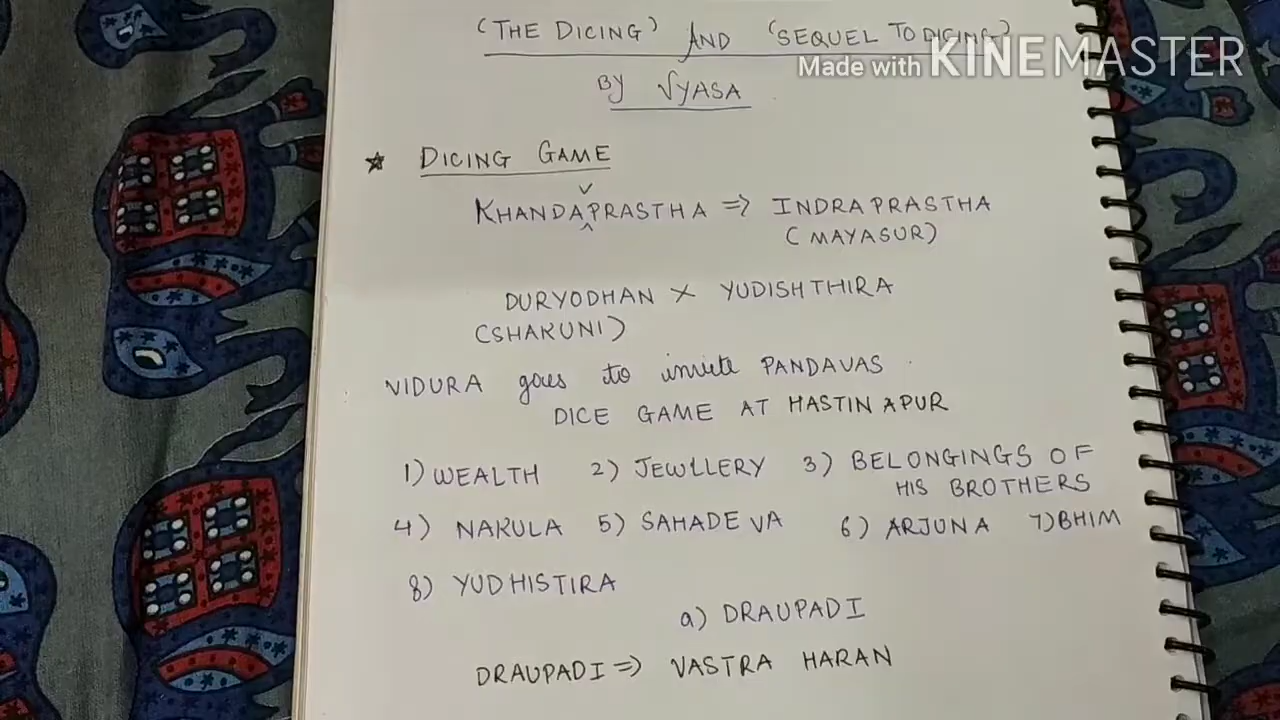 (THE DICING) AND (SEQUEL TO DICING)
Made with KINEMASTER
BY VYASA
★ DICING GAME
KHANDAPRASTHA => INDRAPRASTHA
(MAYASUR)
DURYODHAN X YUDISHTHIRA
(SHAKUNI)
VIDURA goes to invite PANDAVAS
DICE GAME AT HASTINAPUR
1) WEALTH 2) JEWLLERY 3) BELONGINGS OF
HIS BROTHERS
4) NAKULA 5) SAHADEVA 6) ARJUNA 7) BHIM
8) YUDHISTIRA
a) DRAUPADI
DRAUPADI => VASTRA HARAN